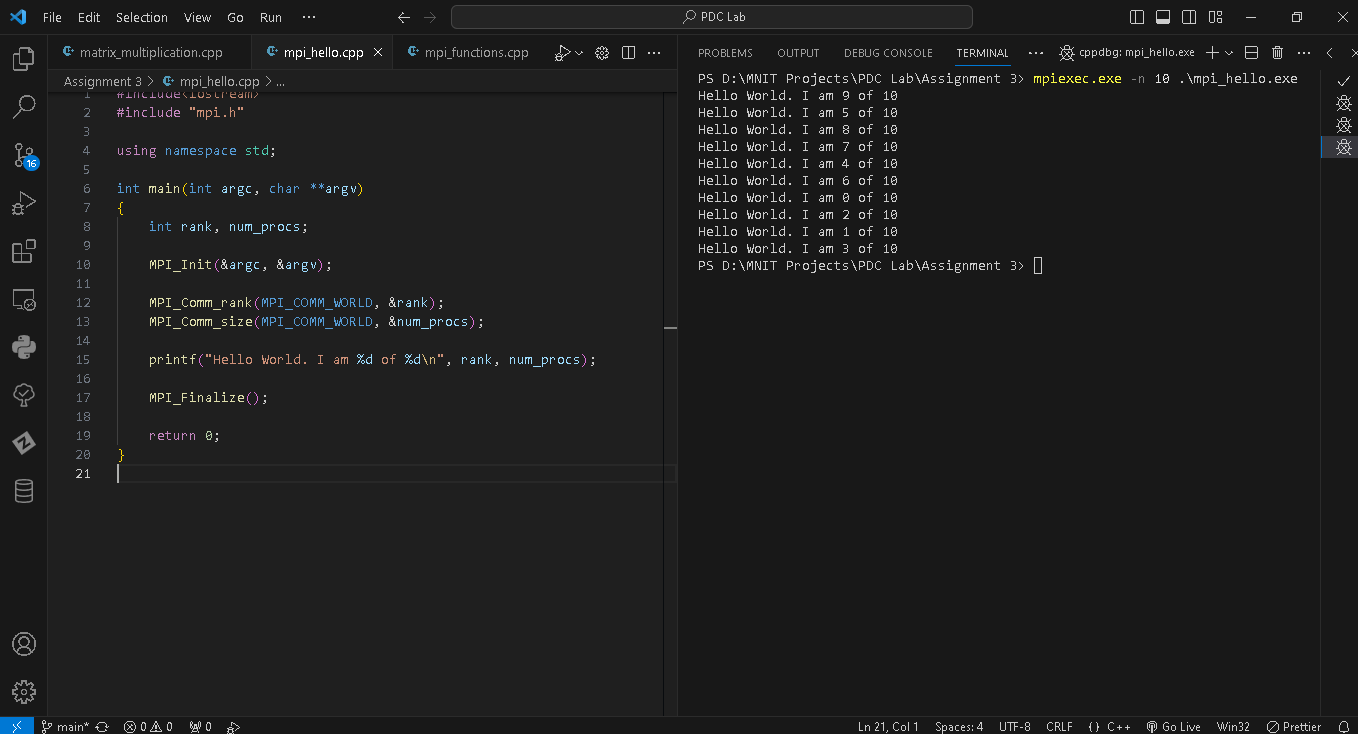 File Edit Selection View Go Run ... PDC Lab
matrix_multiplication.cpp mpi_hello.cpp mpi_functions.cpp
Assignment 3 > mpi_hello.cpp > ...
1 #include<iostream>
2 #include "mpi.h"
3
4 using namespace std;
5
6 int main(int argc, char **argv)
7 {
8 int rank, num_procs;
9
10 MPI_Init(&argc, &argv);
11
12 MPI_Comm_rank(MPI_COMM_WORLD, &rank);
13 MPI_Comm_size(MPI_COMM_WORLD, &num_procs);
14
15 printf("Hello World. I am %d of %d\n", rank, num_procs);
16
17 MPI_Finalize();
18
19 return 0;
20 }
21
PROBLEMS OUTPUT DEBUG CONSOLE TERMINAL ... cppdbg: mpi_hello.exe
PS D:\MNIT Projects\PDC Lab\Assignment 3> mpiexec.exe -n 10 .\mpi_hello.exe
Hello World. I am 9 of 10
Hello World. I am 5 of 10
Hello World. I am 8 of 10
Hello World. I am 7 of 10
Hello World. I am 4 of 10
Hello World. I am 6 of 10
Hello World. I am 0 of 10
Hello World. I am 2 of 10
Hello World. I am 1 of 10
Hello World. I am 3 of 10
PS D:\MNIT Projects\PDC Lab\Assignment 3>
16
main* 0 0 0 Ln 21, Col 1 Spaces: 4 UTF-8 CRLF {} C++ Go Live Win32 Prettier